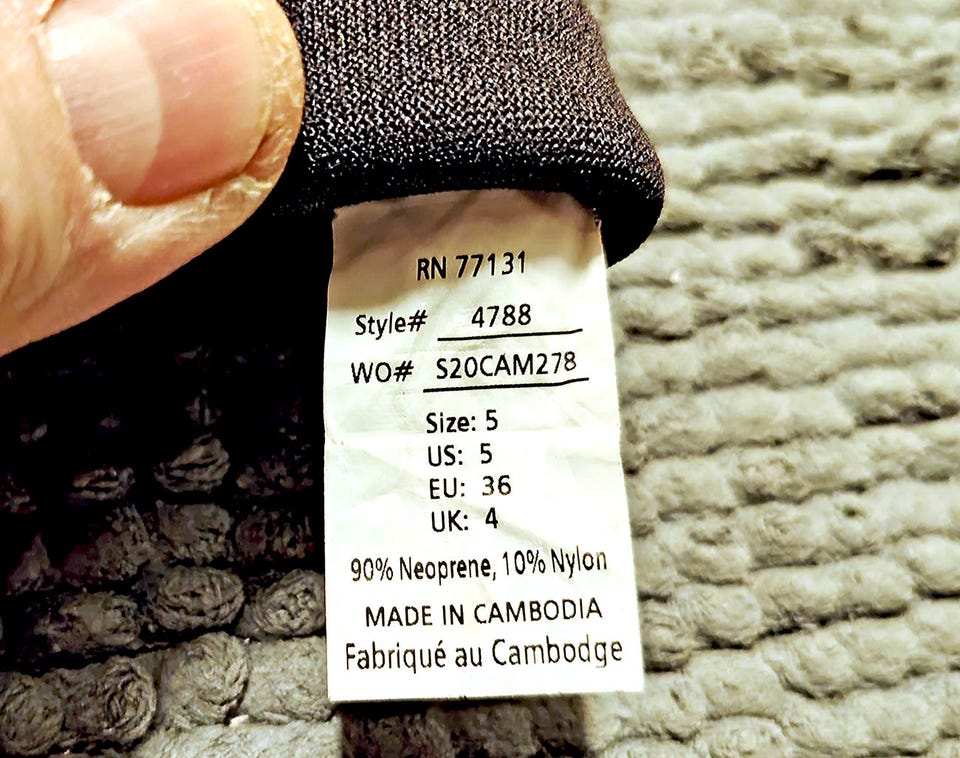 RN 77131
Style# 4788
WO# S20CAM278
Size: 5
US: 5
EU: 36
UK: 4
90% Neoprene, 10% Nylon
MADE IN CAMBODIA
Fabriqué au Cambodge